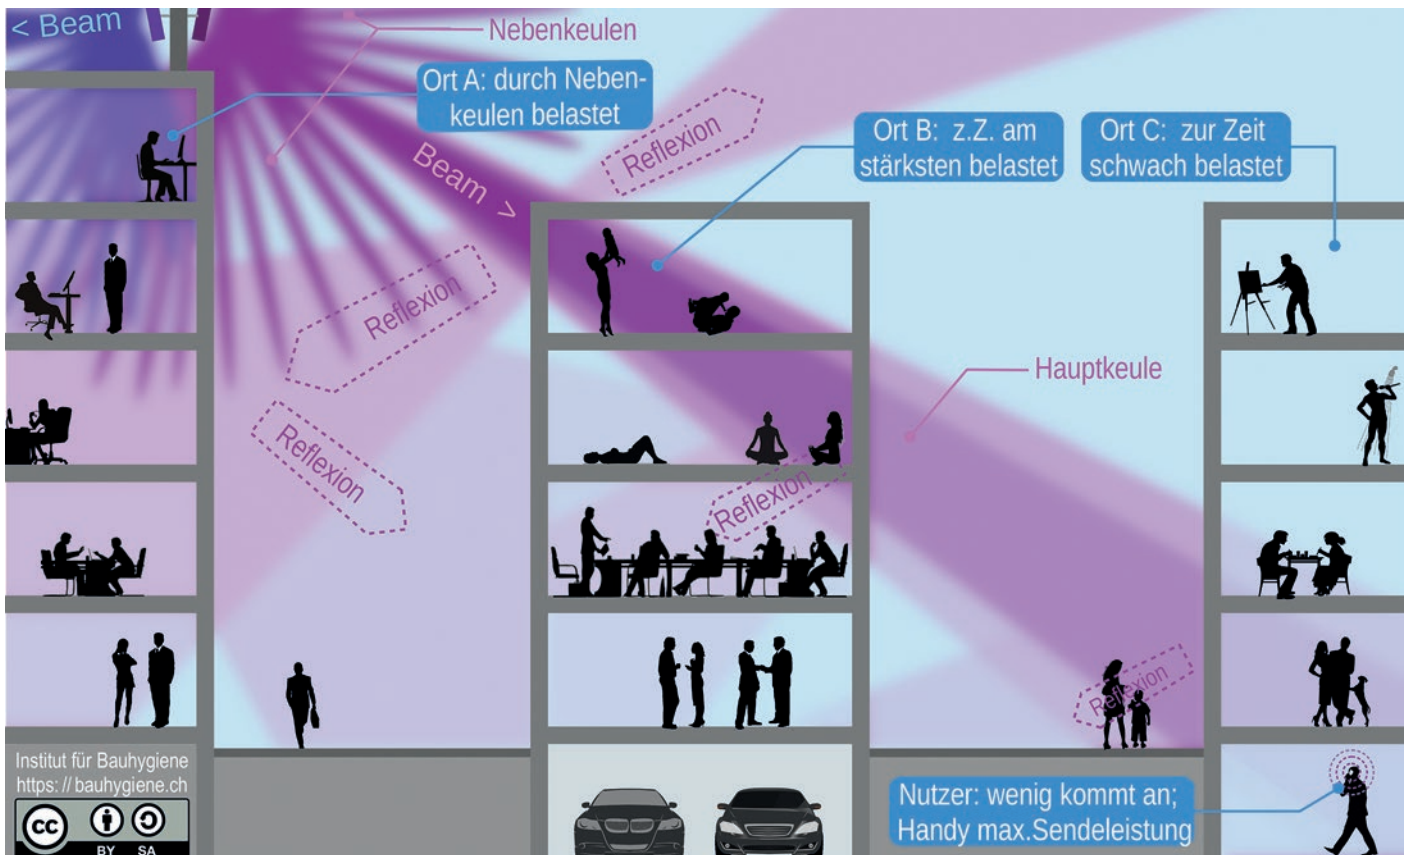 < Beam
Nebenkeulen
Ort A: durch Neben-
keulen belastet
Reflexion
Ort B: z.Z. am
stärksten belastet
Ort C: zur Zeit
schwach belastet
Beam >
Reflexion
Hauptkeule
Reflexion
Reflexion
Reflexion
Institut für Bauhygiene
https: // bauhygiene.ch
cc
BY SA
Nutzer: wenig kommt an;
Handy max.Sendeleistung